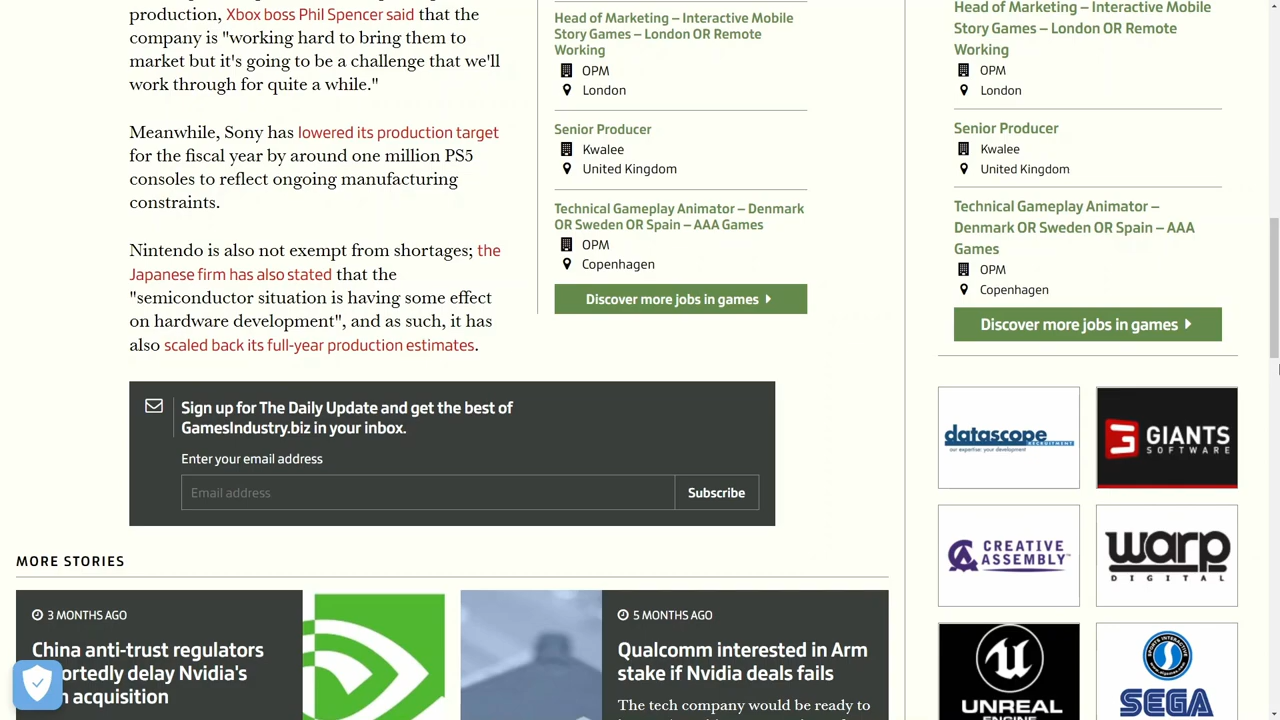 production, Xbox boss Phil Spencer said that the
company is "working hard to bring them to
market but it's going to be a challenge that we'll
work through for quite a while."
Meanwhile, Sony has lowered its production target
for the fiscal year by around one million PS5
consoles to reflect ongoing manufacturing
constraints.
Nintendo is also not exempt from shortages; the
Japanese firm has also stated that the
"semiconductor situation is having some effect
on hardware development", and as such, it has
also scaled back its full-year production estimates.
Head of Marketing – Interactive Mobile
Story Games – London OR Remote
Working
OPM
London
Senior Producer
Kwalee
United Kingdom
Technical Gameplay Animator – Denmark
OR Sweden OR Spain – AAA Games
OPM
Copenhagen
Discover more jobs in games
Sign up for The Daily Update and get the best of
GamesIndustry.biz in your inbox.
Enter your email address
Email address
Subscribe
MORE STORIES
3 MONTHS AGO
China anti-trust regulators
ortedly delay Nvidia's
acquisition
5 MONTHS AGO
Qualcomm interested in Arm
stake if Nvidia deals fails
The tech company would be ready to
Head of Marketing – Interactive Mobile
Story Games – London OR Remote
Working
OPM
London
Senior Producer
Kwalee
United Kingdom
Technical Gameplay Animator –
Denmark OR Sweden OR Spain – AAA
Games
OPM
Copenhagen
Discover more jobs in games
datascope
RECRUITMENT
our expertise: your development
GIANTS
SOFTWARE
CREATIVE
ASSEMBLY
warp
DIGITAL
UNREAL
ENGINE
SPORTS INTERACTIVE
SEGA